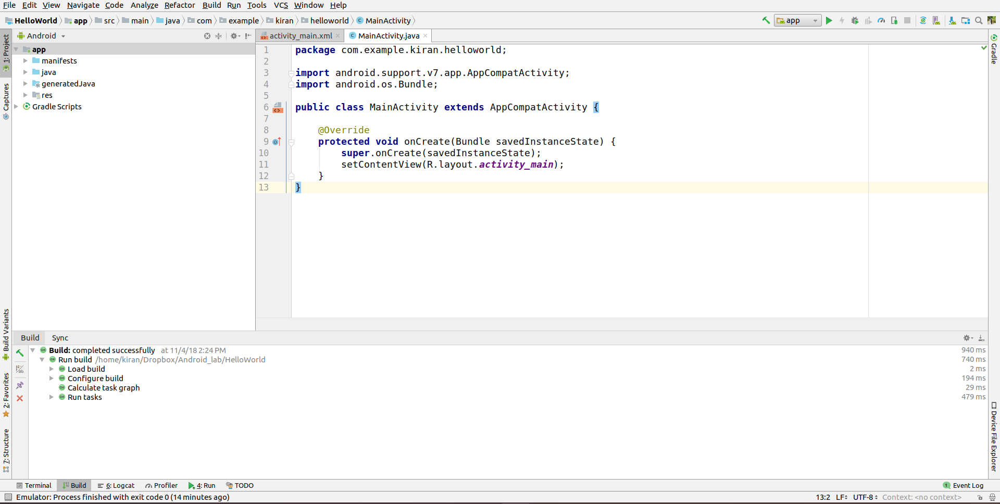 File Edit View Navigate Code Analyze Refactor Build Run Tools VCS Window Help
HelloWorld app src main java com example kiran helloworld MainActivity app
1: Project
Captures
Build Variants
2: Favorites
7: Structure
Android
app
manifests
java
generatedJava
res
Gradle Scripts
activity_main.xml MainActivity.java
1 package com.example.kiran.helloworld;
2
3 import android.support.v7.app.AppCompatActivity;
4 import android.os.Bundle;
5
6 public class MainActivity extends AppCompatActivity {
7
8 @Override
9 protected void onCreate(Bundle savedInstanceState) {
10 super.onCreate(savedInstanceState);
11 setContentView(R.layout.activity_main);
12 }
13 }
Gradle
Device File Explorer
Build Sync
Build: completed successfully at 11/4/18 2:24 PM 940 ms
Run build /home/kiran/Dropbox/Android_lab/HelloWorld 740 ms
Load build 2 ms
Configure build 194 ms
Calculate task graph 29 ms
Run tasks 479 ms
Terminal Build 6: Logcat Profiler 4: Run TODO 1 Event Log
Emulator: Process finished with exit code 0 (14 minutes ago) 13:2 LF UTF-8 Context: <no context>